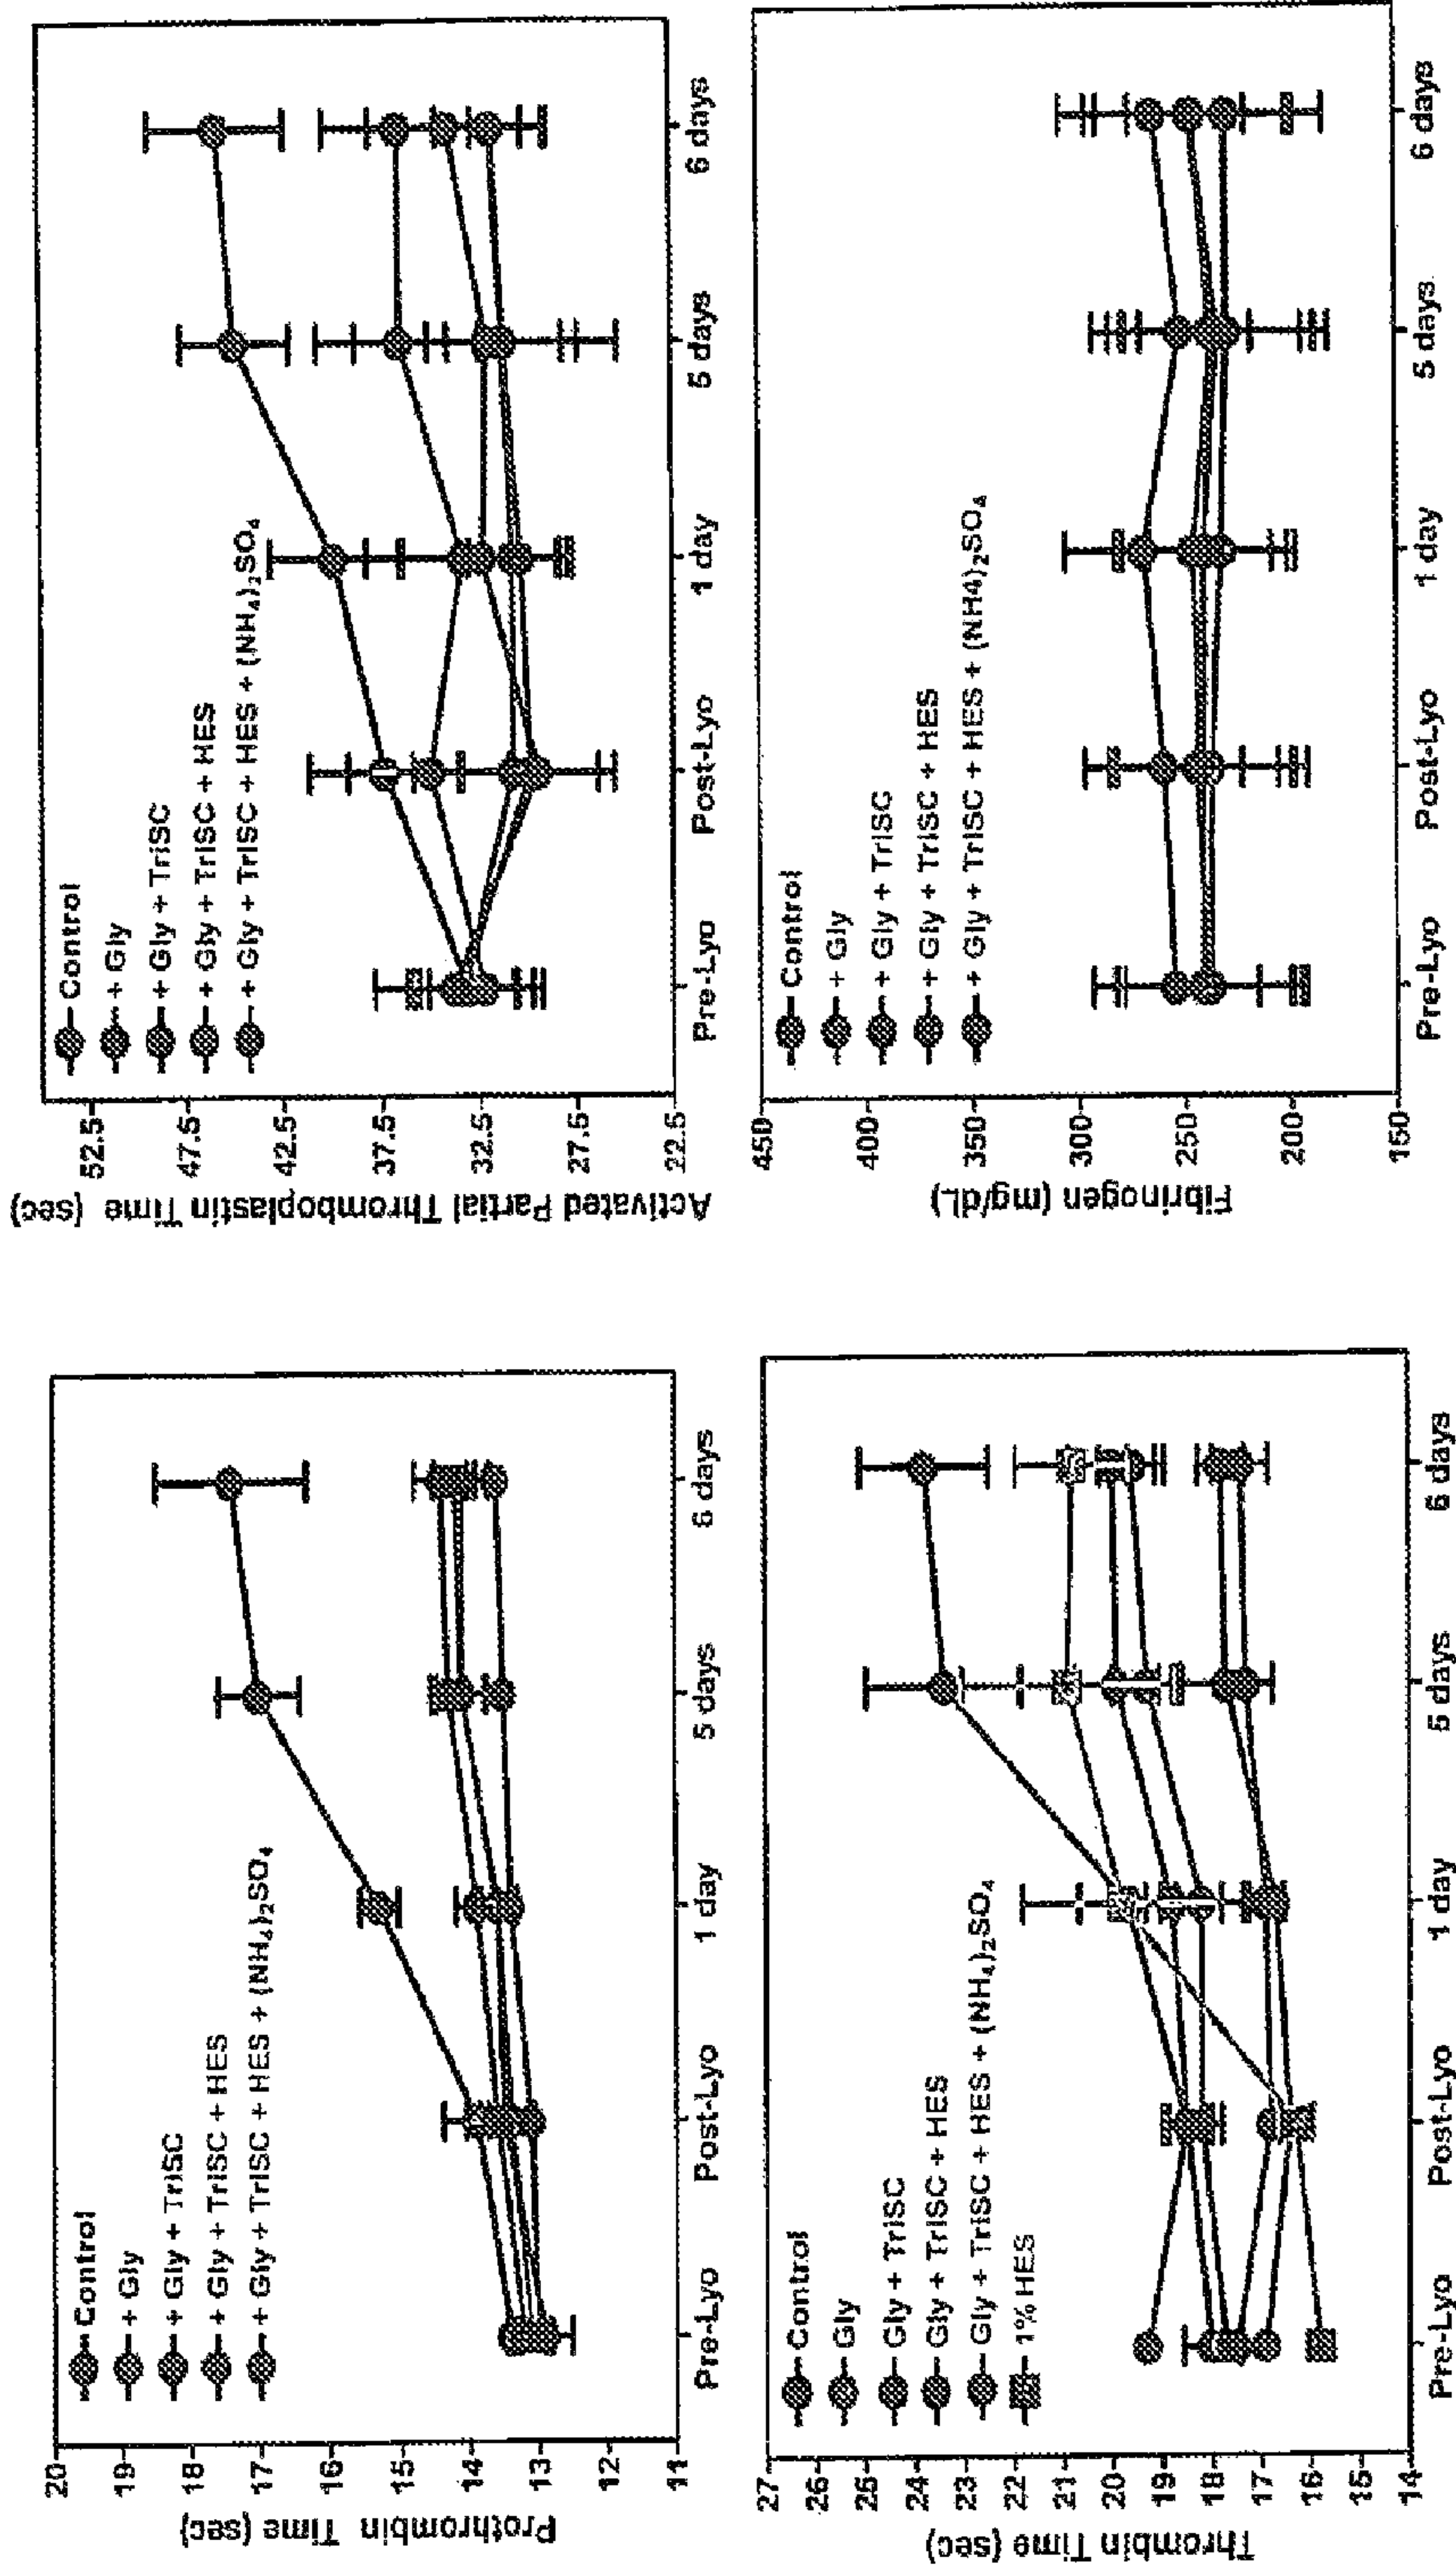 Prothrombin Time (sec)
20
19
18
17
16
15
14
13
12
11
Control
+ Gly
+ Gly + TriSC
+ Gly + TriSC + HES
+ Gly + TriSC + HES + (NH₄)₂SO₄
Pre-Lyo
Post-Lyo
1 day
5 days
6 days
Activated Partial Thromboplastin Time (sec)
52.5
47.5
42.5
37.5
32.5
27.5
22.5
Control
+ Gly
+ Gly + TriSC
+ Gly + TriSC + HES
+ Gly + TriSC + HES + (NH₄)₂SO₄
Pre-Lyo
Post-Lyo
1 day
5 days
6 days
Thrombin Time (sec)
27
26
25
24
23
22
21
20
19
18
17
16
15
14
Control
Gly
Gly + TriSC
Gly + TriSC + HES
Gly + TriSC + HES + (NH₄)₂SO₄
1% HES
Pre-Lyo
Post-Lyo
1 day
5 days
6 days
Fibrinogen (mg/dL)
450
400
350
300
250
200
150
Control
+ Gly
+ Gly + TriSC
+ Gly + TriSC + HES
+ Gly + TriSC + HES + (NH4)₂SO₄
Pre-Lyo
Post-Lyo
1 day
5 days
6 days